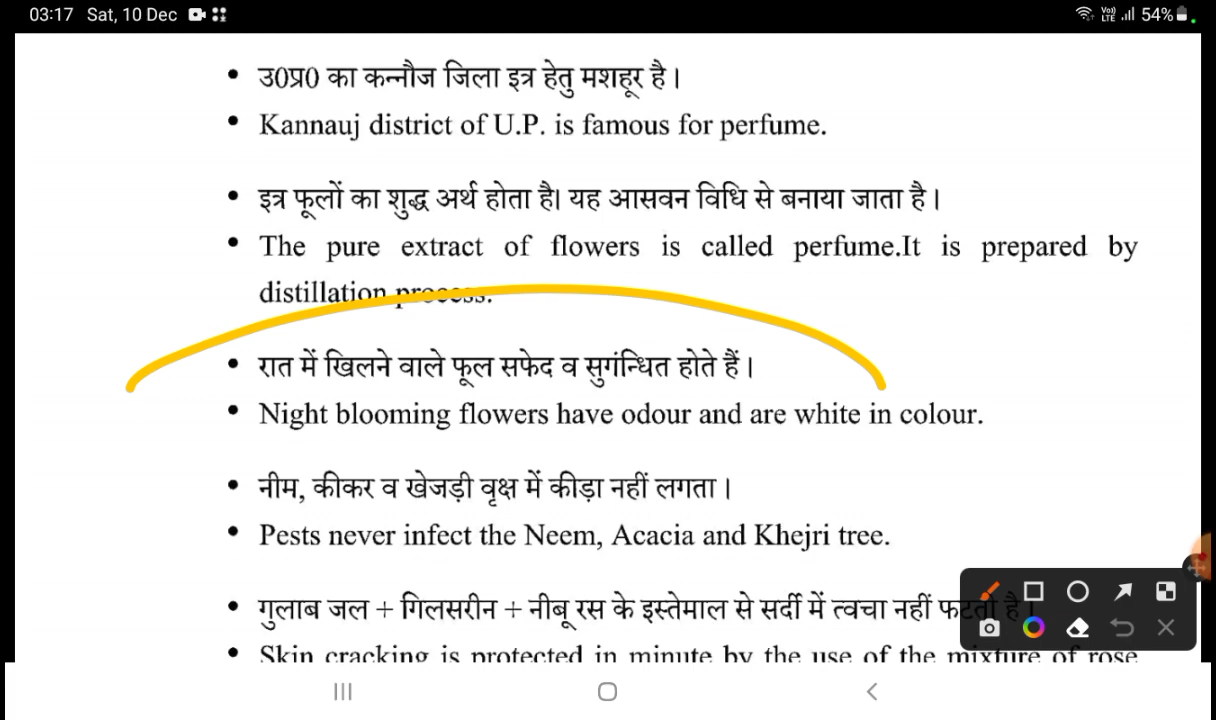 03:17 Sat, 10 Dec 54%
उ0प्र0 का कन्नौज जिला इत्र हेतु मशहूर है।
Kannauj district of U.P. is famous for perfume.
इत्र फूलों का शुद्ध अर्थ होता है। यह आसवन विधि से बनाया जाता है।
The pure extract of flowers is called perfume.It is prepared by
distillation process.
रात में खिलने वाले फूल सफेद व सुगंन्धित होते हैं।
Night blooming flowers have odour and are white in colour.
नीम, कीकर व खेजड़ी वृक्ष में कीड़ा नहीं लगता।
Pests never infect the Neem, Acacia and Khejri tree.
गुलाब जल + गिलसरीन + नीबू रस के इस्तेमाल से सर्दी में त्वचा नहीं फटती है।
Skin cracking is protected in minute by the use of the mixture of rose